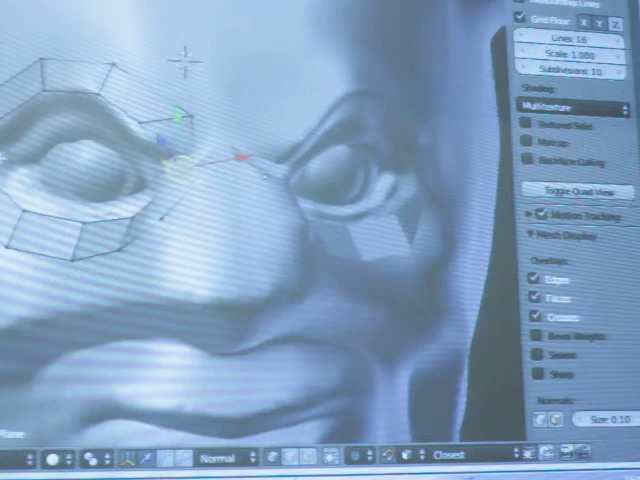 Grid Floor X Y Z
Lines: 16
Scale: 1.000
Subdivisions: 10
Shading:
Multitexture
Textured Solid
Matcap
Backface Culling
Toggle Quad View
Motion Tracking
Mesh Display
Overlays:
Edges
Faces
Creases
Bevel Weights
Seams
Sharp
Normals:
Size: 0.10
Plane
Normal
Closest